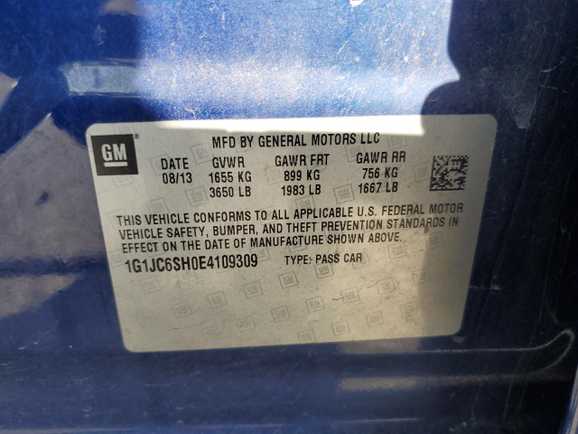 GM
MFD BY GENERAL MOTORS LLC
DATE GVWR GAWR FRT GAWR RR
08/13 1655 KG 899 KG 756 KG
3650 LB 1983 LB 1667 LB
THIS VEHICLE CONFORMS TO ALL APPLICABLE U.S. FEDERAL MOTOR
VEHICLE SAFETY, BUMPER, AND THEFT PREVENTION STANDARDS IN
EFFECT ON THE DATE OF MANUFACTURE SHOWN ABOVE.
1G1JC6SH0E4109309 TYPE: PASS CAR